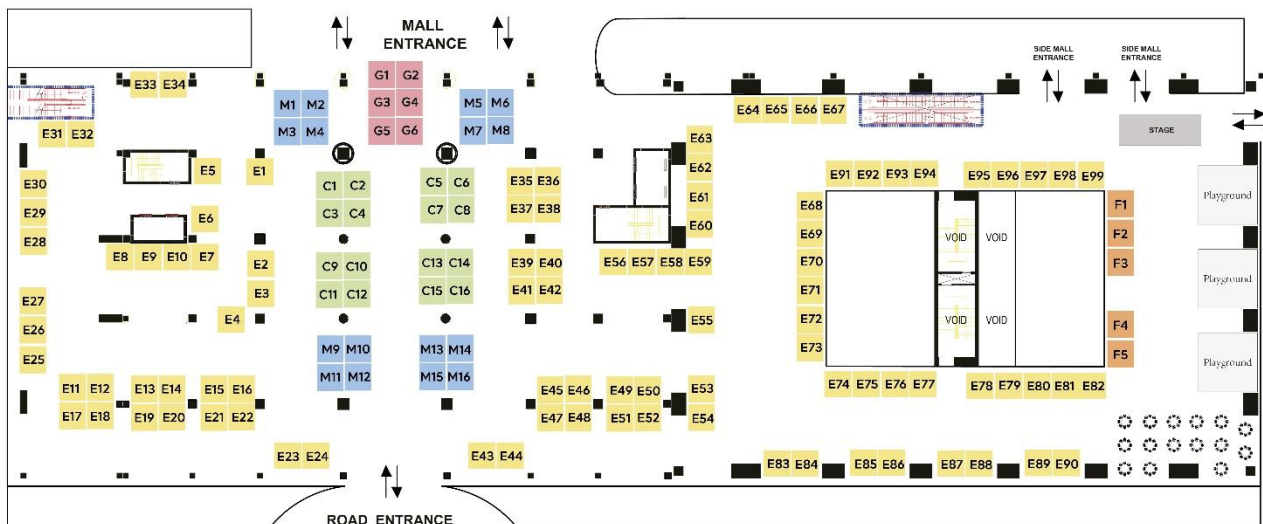 MALL
ENTRANCE
SIDE MALL
ENTRANCE
SIDE MALL
ENTRANCE
G1 G2
G3 G4
G5 G6
E33 E34
M1 M2
M3 M4
M5 M6
M7 M8
E31 E32
E64 E65 E66 E67
STAGE
E30
E29
E28
E5
E6
E1
E8 E9 E10 E7
E2
E3
E4
E27
E26
E25
C1 C2
C3 C4
C5 C6
C7 C8
C9 C10
C11 C12
C13 C14
C15 C16
E35 E36
E37 E38
E39 E40
E41 E42
E63
E62
E61
E60
E56 E57 E58 E59
E55
M9 M10
M11 M12
M13 M14
M15 M16
E11 E12
E17 E18
E13 E14
E19 E20
E15 E16
E21 E22
E45 E46
E47 E48
E49 E50
E51 E52
E53
E54
E23 E24
E43 E44
E91 E92 E93 E94
E95 E96 E97 E98 E99
E68
E69
E70
E71
E72
E73
VOID VOID
VOID VOID
F1
F2
F3
F4
F5
Playground
Playground
Playground
E74 E75 E76 E77
E78 E79 E80 E81 E82
E83 E84
E85 E86
E87 E88
E89 E90
ROAD ENTRANCE